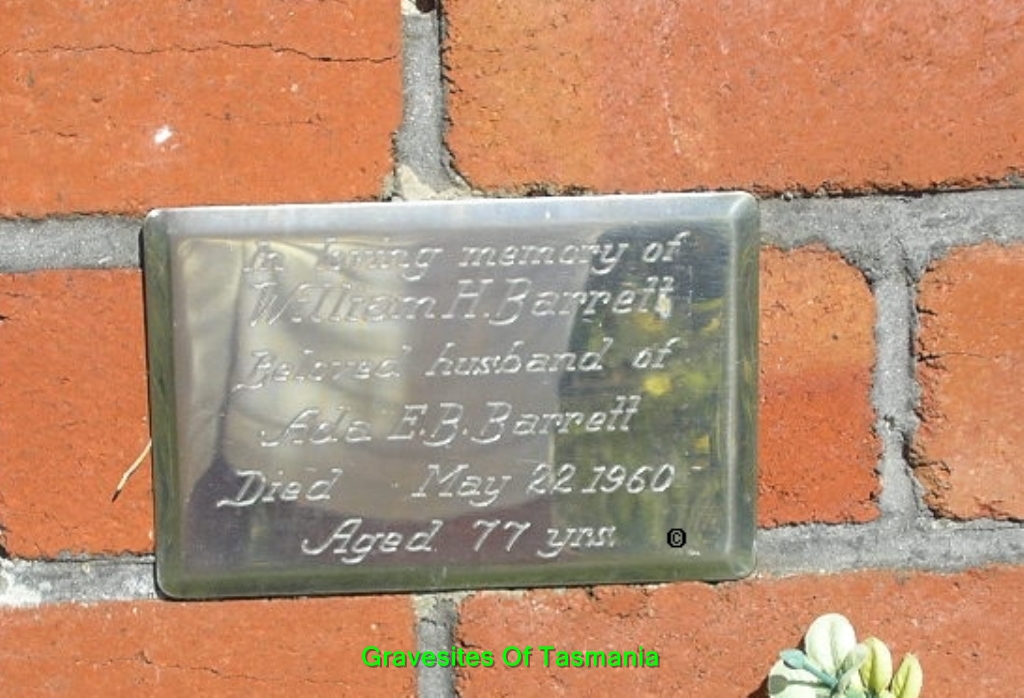 In loving memory of
William H. Barrett
Beloved husband of
Ada E.B. Barrett
Died May 22 1960
Aged 77 yrs.
©
Gravesites Of Tasmania